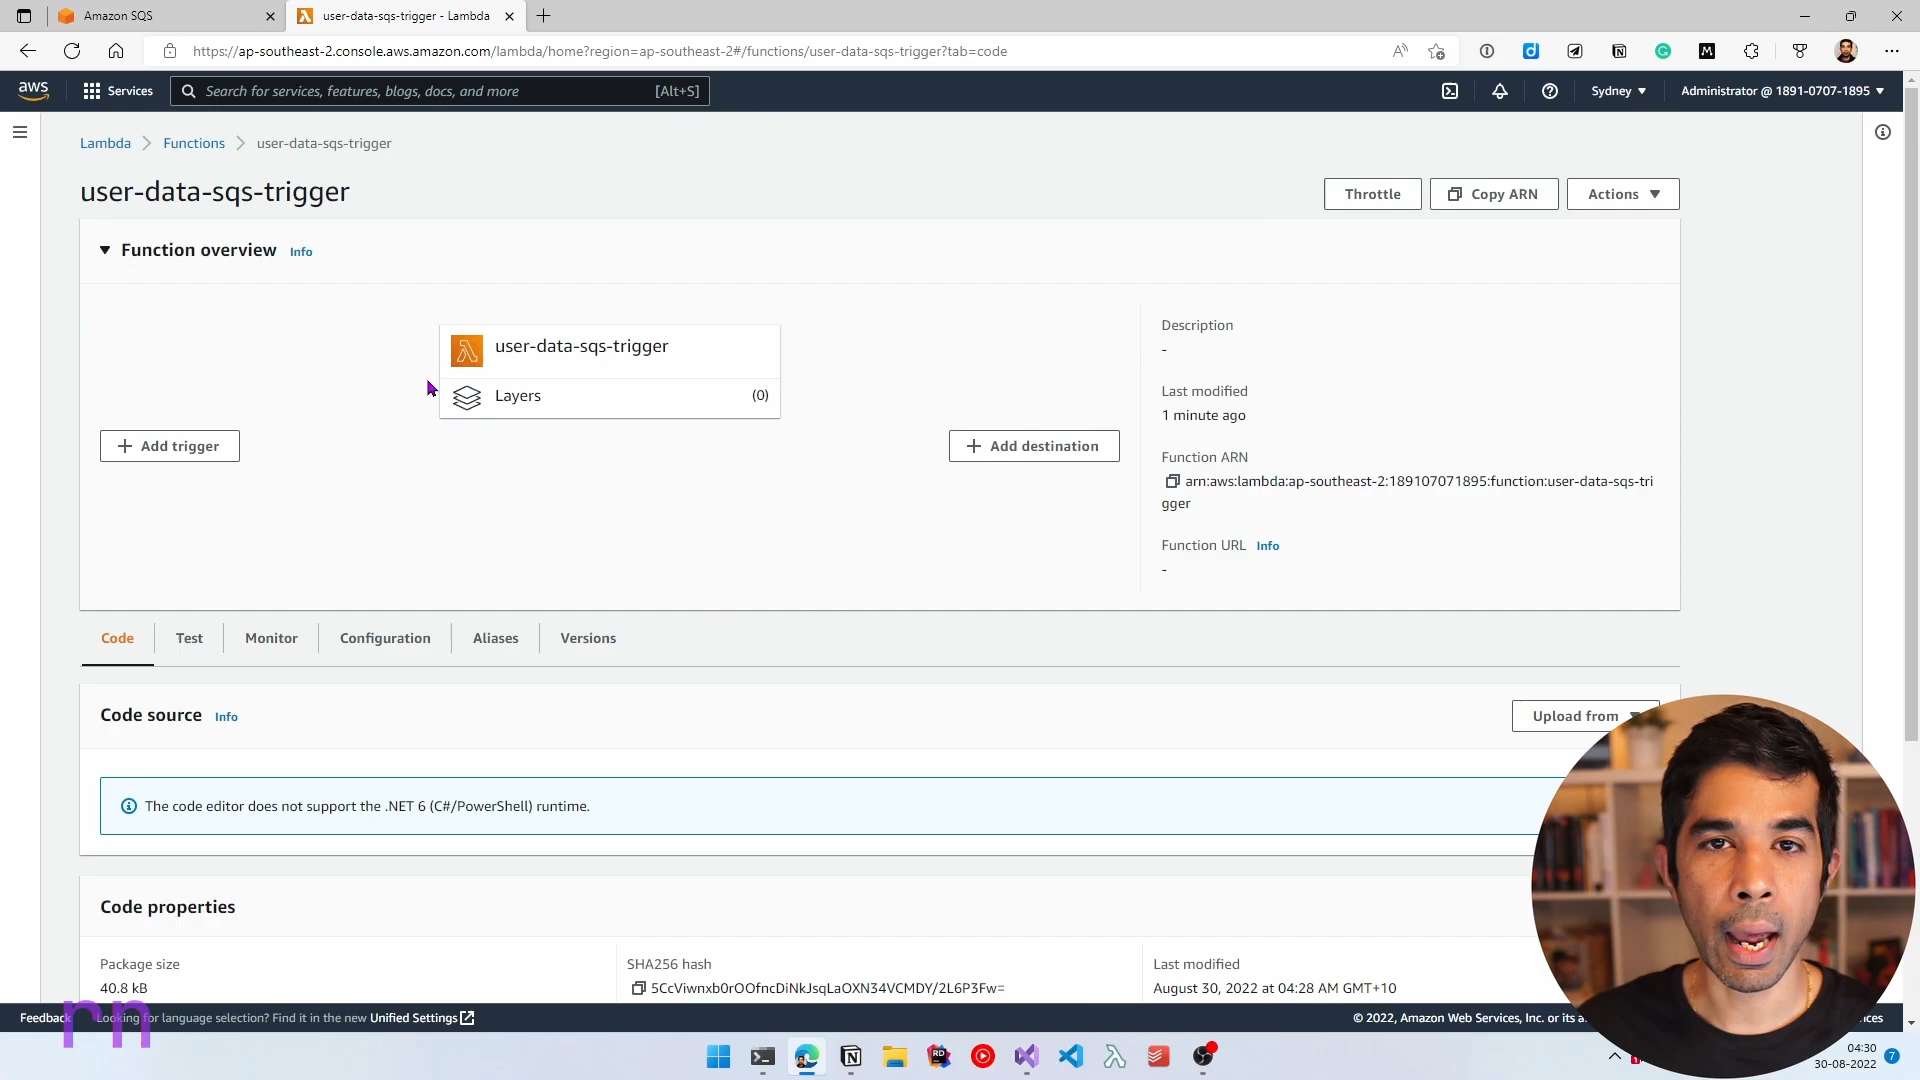 Amazon SQS
user-data-sqs-trigger - Lambda
https://ap-southeast-2.console.aws.amazon.com/lambda/home?region=ap-southeast-2#/functions/user-data-sqs-trigger?tab=code
aws
Services
Search for services, features, blogs, docs, and more
[Alt+S]
Sydney
Administrator @ 1891-0707-1895
Lambda
Functions
user-data-sqs-trigger
user-data-sqs-trigger
Throttle
Copy ARN
Actions
Function overview
Info
user-data-sqs-trigger
Layers
(0)
Add trigger
Add destination
Description
-
Last modified
1 minute ago
Function ARN
arn:aws:lambda:ap-southeast-2:189107071895:function:user-data-sqs-tri
gger
Function URL Info
-
Code
Test
Monitor
Configuration
Aliases
Versions
Code source
Info
Upload from
The code editor does not support the .NET 6 (C#/PowerShell) runtime.
Code properties
Package size
40.8 kB
SHA256 hash
5CcViwnxb0rOOfncDiNkJsqLaOXN34VCMDY/2L6P3Fw=
Last modified
August 30, 2022 at 04:28 AM GMT+10
Feedback
Looking for language selection? Find it in the new Unified Settings
© 2022, Amazon Web Services, Inc. or its
rn
04:30
30-08-2022
7